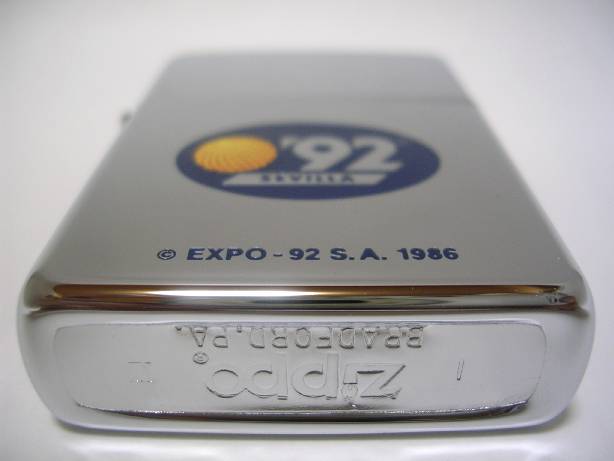 '92
SEVILLA
© EXPO-92 S.A. 1986
BRADFORD, PA.
Zippo®